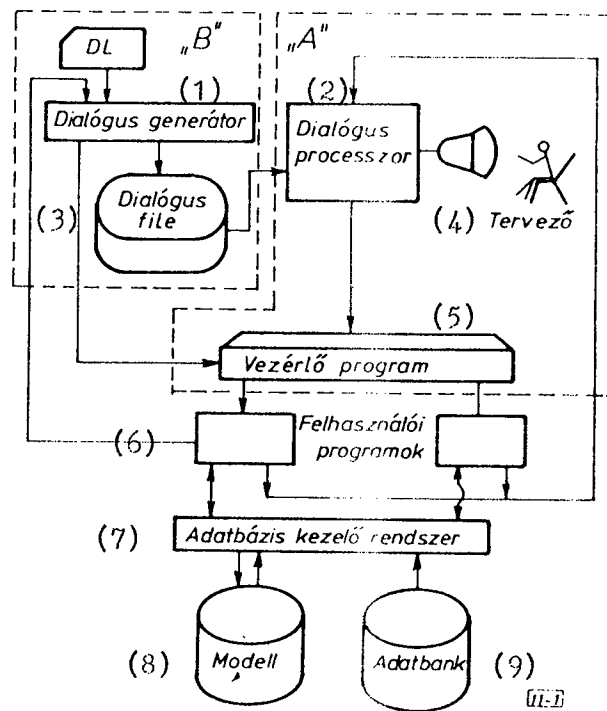 „B"
„A"
DL
(1)
(2)
Dialógus generátor
Dialógus
processzor
Dialógus
file
(3)
(4)
Tervező
(5)
Vezérlő program
(6)
Felhasználói
programok
(7)
Adatbázis kezelő rendszer
(8)
Modell
Adatbank
(9)
II-1